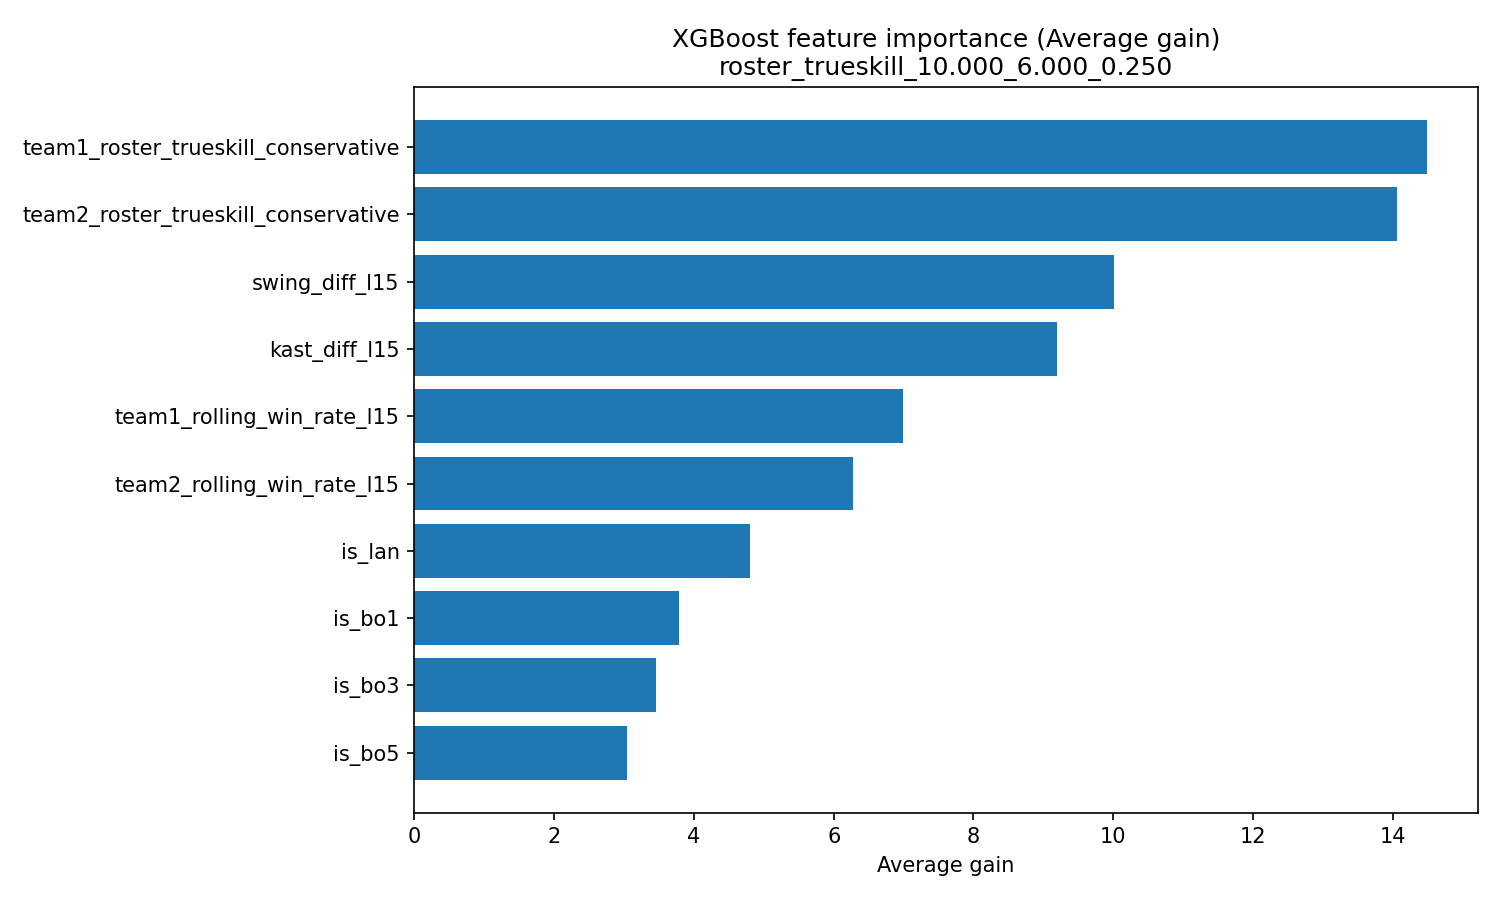 XGBoost feature importance (Average gain)
roster_trueskill_10.000_6.000_0.250
team1_roster_trueskill_conservative
team2_roster_trueskill_conservative
swing_diff_l15
kast_diff_l15
team1_rolling_win_rate_l15
team2_rolling_win_rate_l15
is_lan
is_bo1
is_bo3
is_bo5
0 2 4 6 8 10 12 14
Average gain